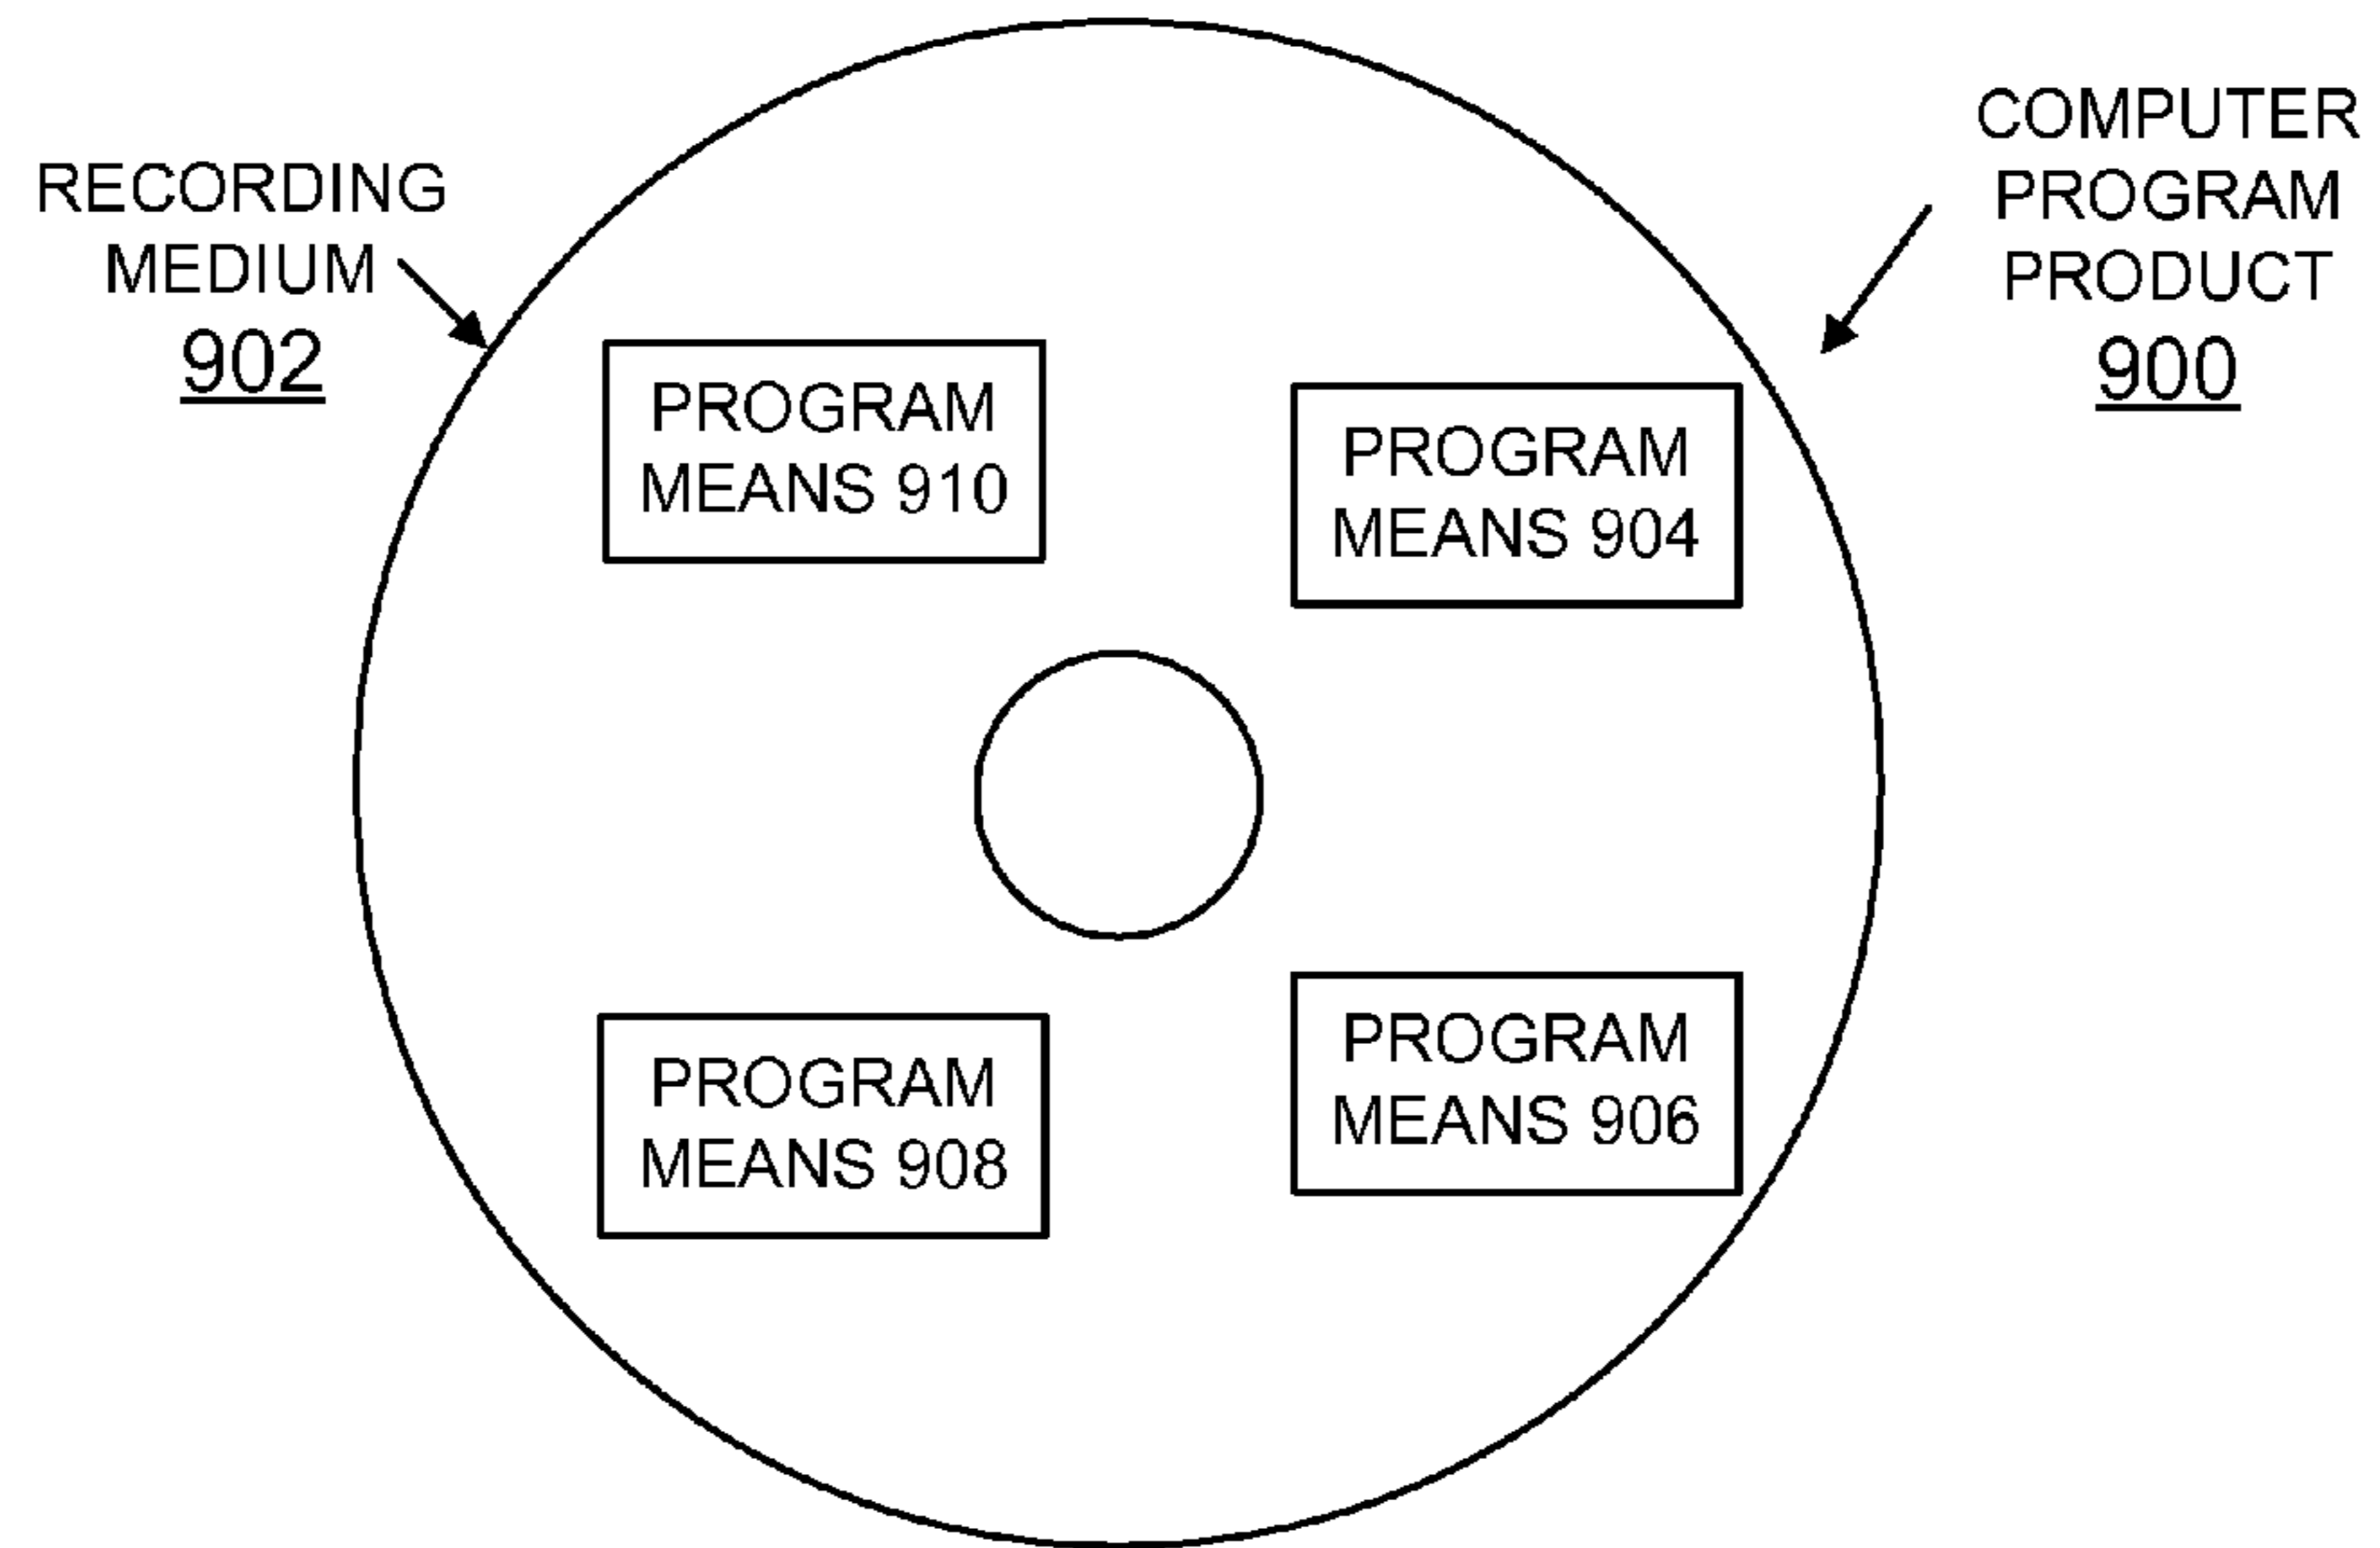 RECORDING
MEDIUM
902
COMPUTER
PROGRAM
PRODUCT
900
PROGRAM
MEANS 910
PROGRAM
MEANS 904
PROGRAM
MEANS 908
PROGRAM
MEANS 906